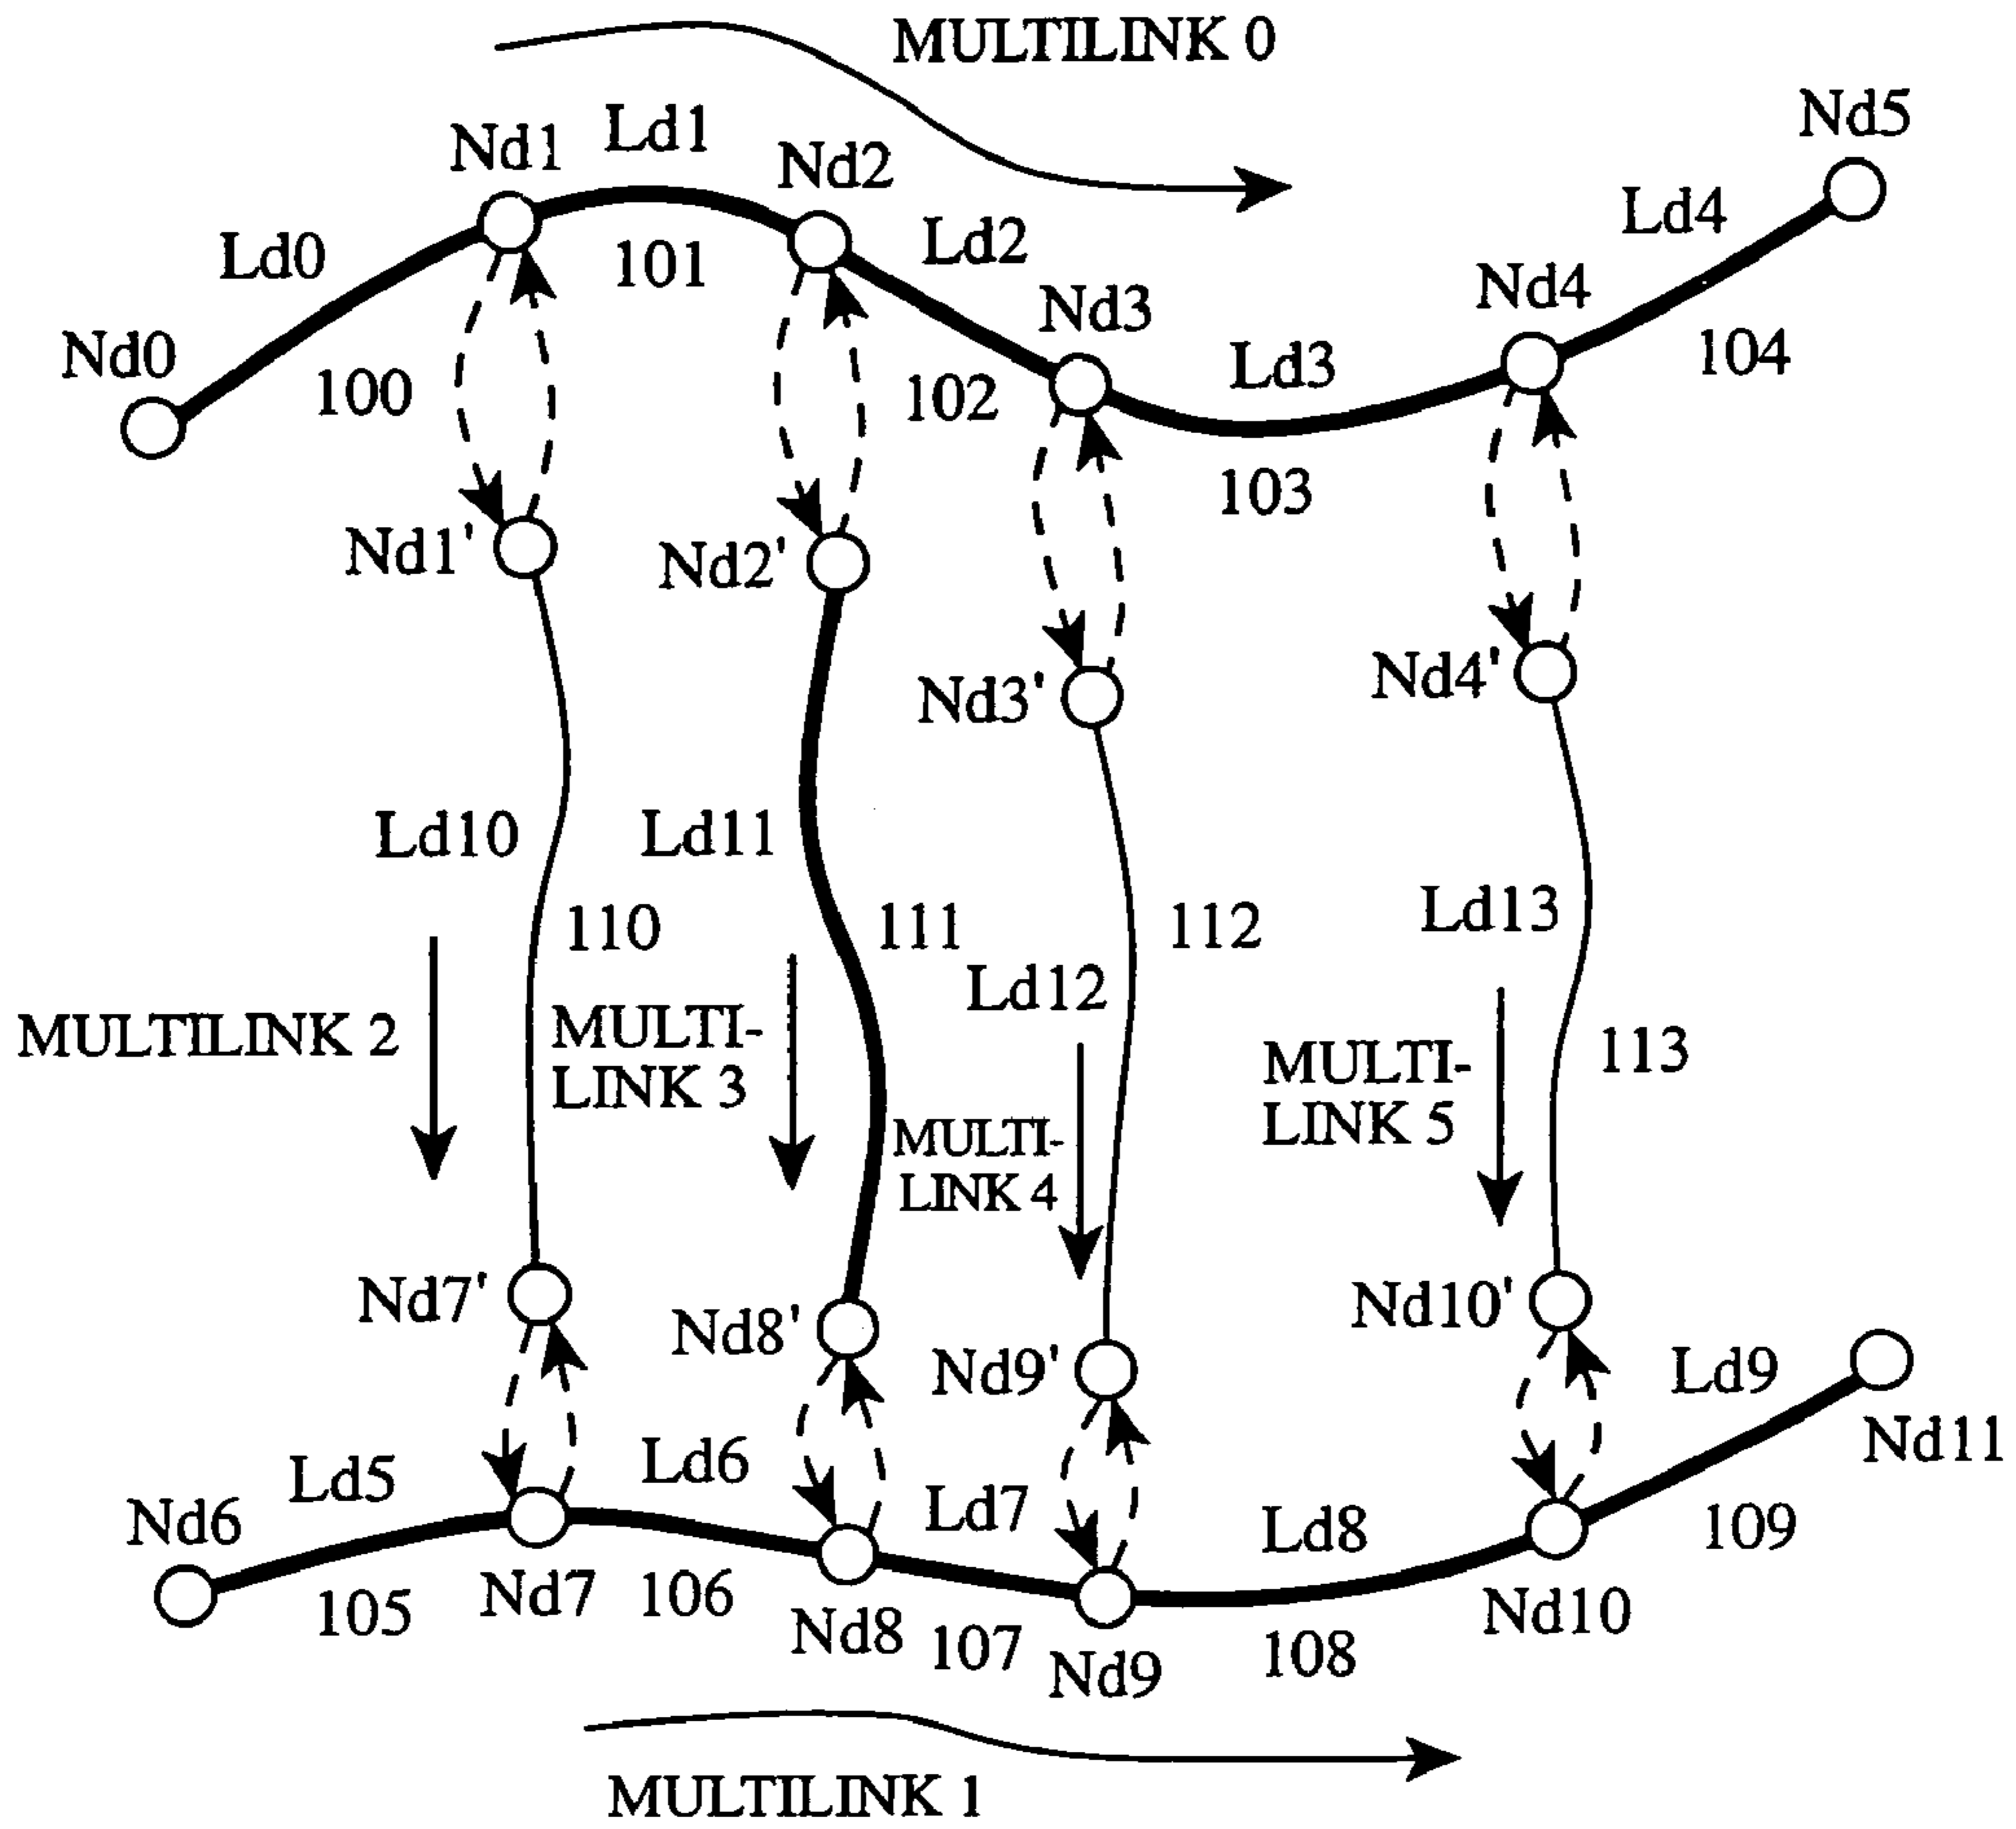 MULTILINK 0
Nd5
Ld1
Nd1
Nd2
Ld4
Ld0
101
Ld2
Nd4
Nd3
Nd0
104
100
102
Ld3
103
Nd1'
Nd2'
Nd3'
Nd4'
Ld10
Ld11
Ld13
110
111
112
Ld12
MULTILINK 2
MULTI-
LINK 3
MULTI-
LINK 5
113
MULTI-
LINK 4
Nd7'
Nd8'
Nd9'
Nd10'
Ld9
Nd11
Ld5
Ld6
Ld7
Nd6
Ld8
109
105
Nd7
106
Nd8
107
Nd9
108
Nd10
MULTILINK 1